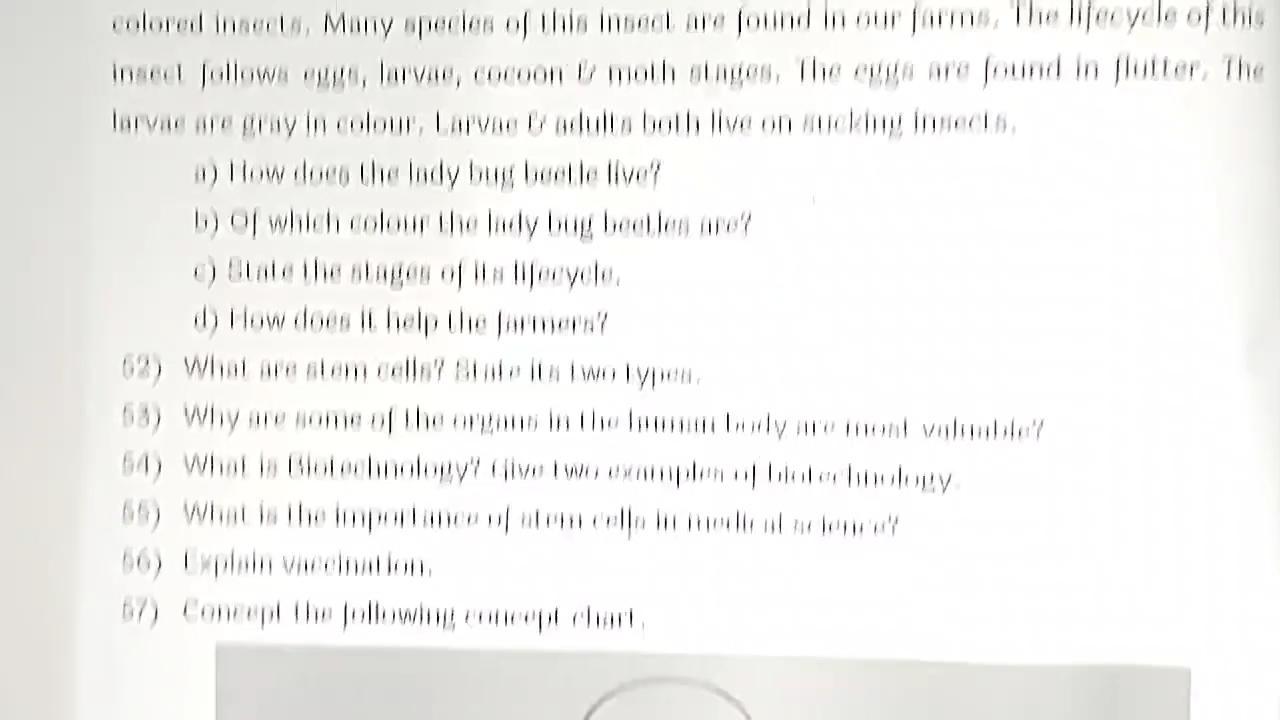 colored insects. Many species of this insect are found in our farms. The lifecycle of this
insect follows eggs, larvae, cocoon & moth stages. The eggs are found in flutter. The
larvae are gray in colour. Larvae & adults both live on sucking insects.
a) How does the lady bug beetle live?
b) Of which colour the lady bug beetles are?
c) State the stages of its lifecycle.
d) How does it help the farmers?
52) What are stem cells? State its two types.
53) Why are some of the organs in the human body are most valuable?
54) What is Biotechnology? Give two examples of biotechnology.
55) What is the importance of stem cells in medical science?
56) Explain vaccination.
57) Concept the following concept chart.